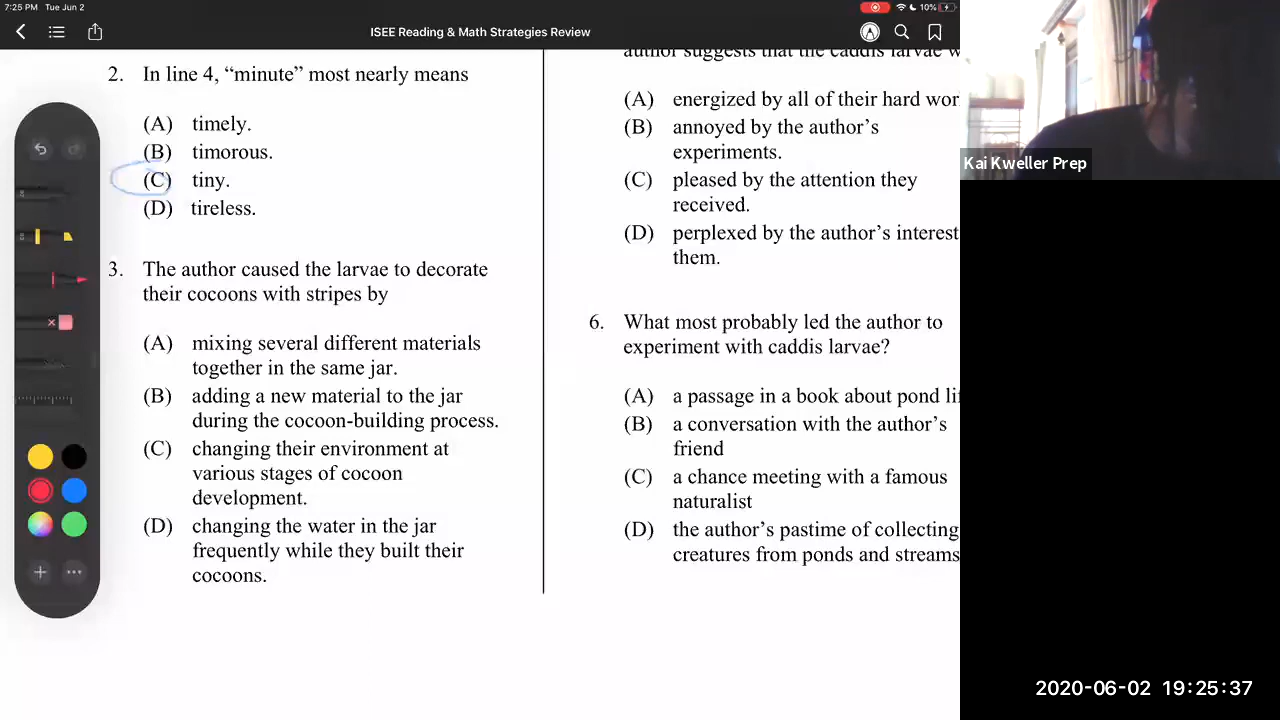 7:25 PM Tue Jun 2
10%
ISEE Reading & Math Strategies Review
2. In line 4, “minute” most nearly means
(A) timely.
(B) timorous.
(C) tiny.
(D) tireless.
3. The author caused the larvae to decorate
their cocoons with stripes by
(A) mixing several different materials
together in the same jar.
(B) adding a new material to the jar
during the cocoon-building process.
(C) changing their environment at
various stages of cocoon
development.
(D) changing the water in the jar
frequently while they built their
cocoons.
author suggests that the caddis larvae w
(A) energized by all of their hard wor
(B) annoyed by the author’s
experiments.
(C) pleased by the attention they
received.
(D) perplexed by the author’s interest
them.
6. What most probably led the author to
experiment with caddis larvae?
(A) a passage in a book about pond li
(B) a conversation with the author’s
friend
(C) a chance meeting with a famous
naturalist
(D) the author’s pastime of collecting
creatures from ponds and streams
Kai Kweller Prep
2020-06-02 19:25:37